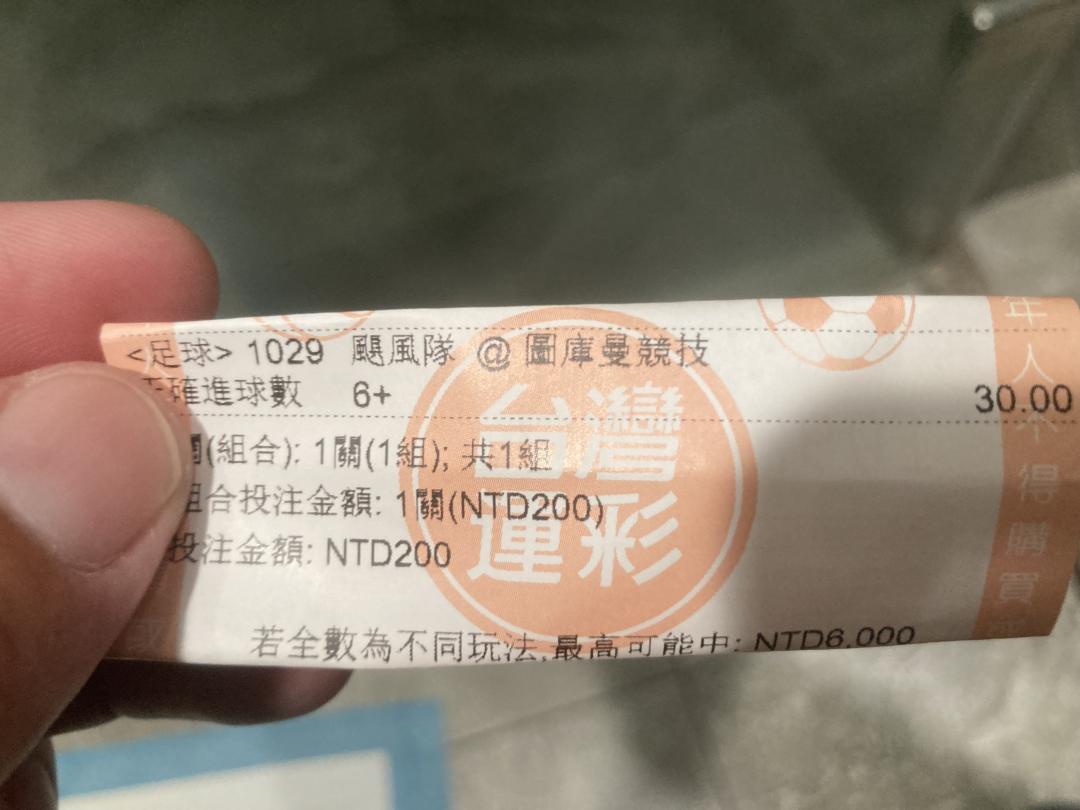 <足球> 1029 颶風隊 @ 圖庫曼競技
正確進球數 6+ 30.00
(組合): 1關(1組); 共1組
組合投注金額: 1關(NTD200)
投注金額: NTD200
若全數為不同玩法,最高可能中: NTD6,000
台灣
運彩
年人不得購買